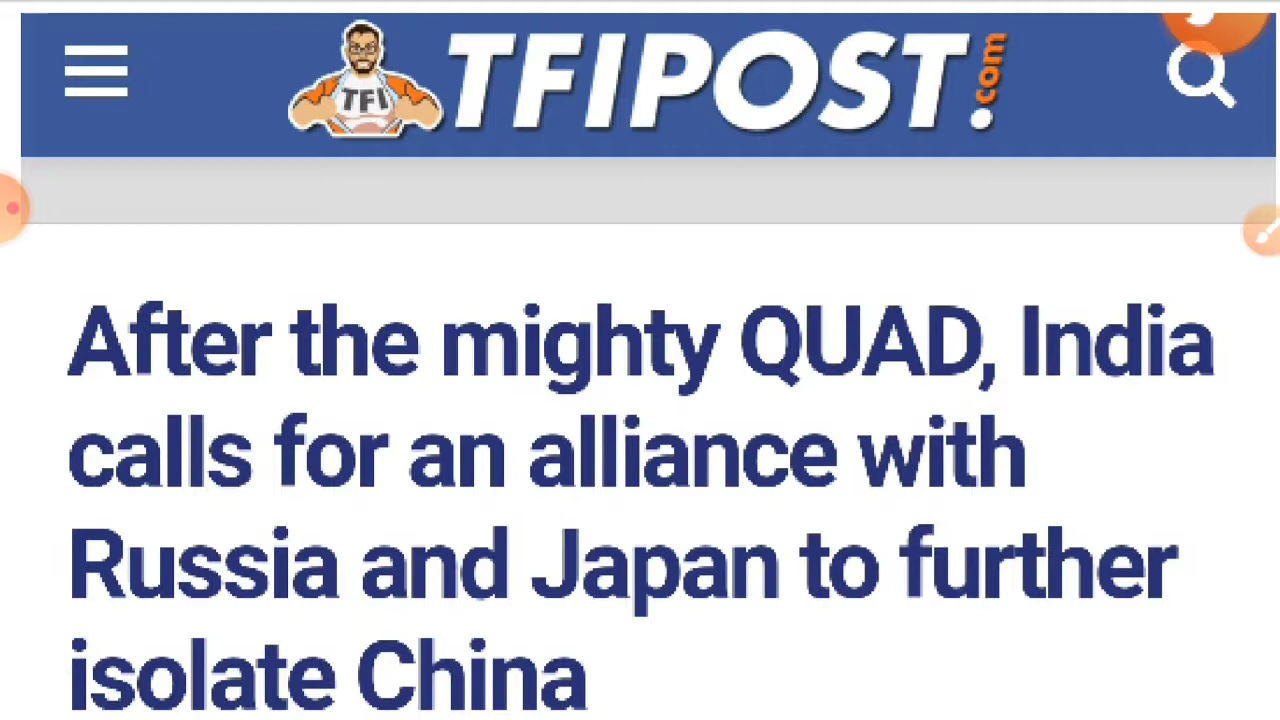 TFI
TFIPOST.com
After the mighty QUAD, India
calls for an alliance with
Russia and Japan to further
isolate China